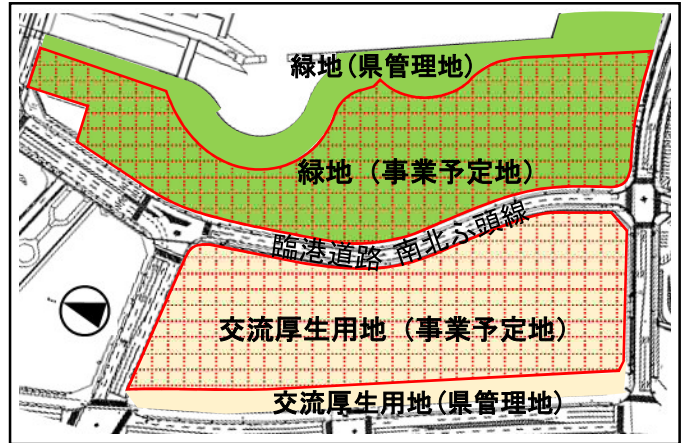 緑地(県管理地)
緑地（事業予定地）
臨港道路 南北ふ頭線
交流厚生用地（事業予定地）
交流厚生用地(県管理地)